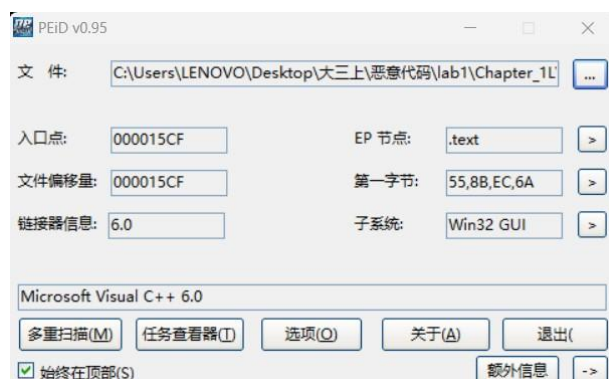 PEiD v0.95
文 件: C:\Users\LENOVO\Desktop\大三上\恶意代码\lab1\Chapter_1L ...
入口点: 000015CF EP 节点: .text >
文件偏移量: 000015CF 第一字节: 55,8B,EC,6A >
链接器信息: 6.0 子系统: Win32 GUI >
Microsoft Visual C++ 6.0
多重扫描(M) 任务查看器(T) 选项(O) 关于(A) 退出(
始终在顶部(S) 额外信息 ->